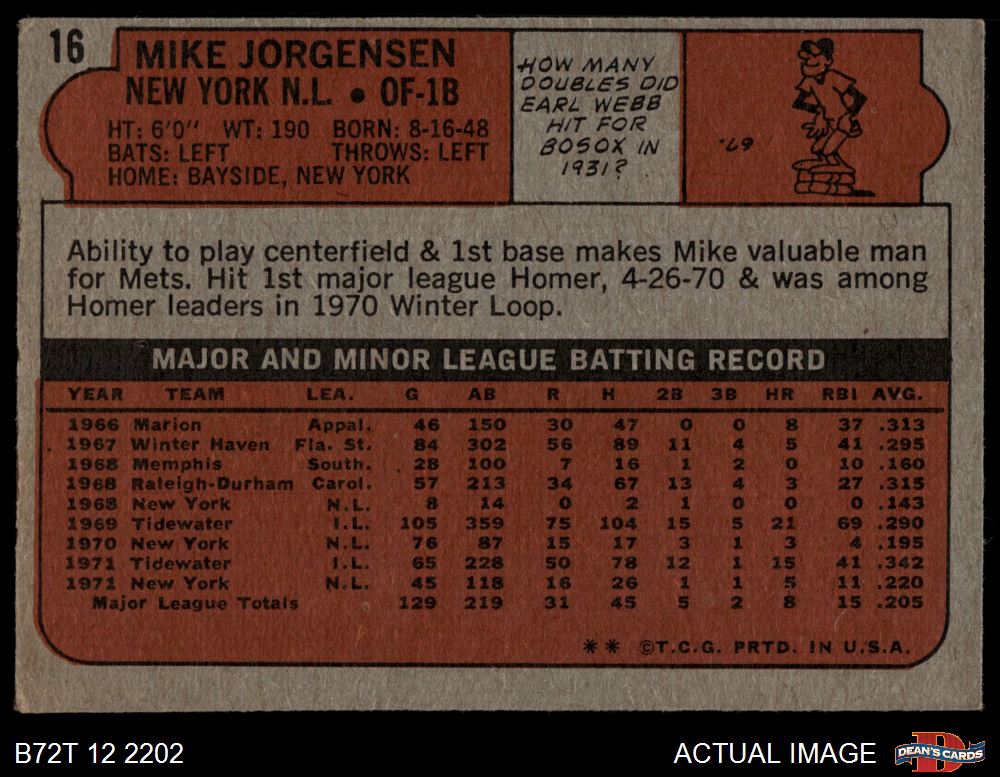 16
MIKE JORGENSEN
NEW YORK N.L. • OF-1B
HT: 6'0" WT: 190 BORN: 8-16-48
BATS: LEFT THROWS: LEFT
HOME: BAYSIDE, NEW YORK
HOW MANY
DOUBLES DID
EARL WEBB
HIT FOR
BOSOX IN
1931?
67.
Ability to play centerfield & 1st base makes Mike valuable man
for Mets. Hit 1st major league Homer, 4-26-70 & was among
Homer leaders in 1970 Winter Loop.
MAJOR AND MINOR LEAGUE BATTING RECORD
YEAR TEAM LEA. G AB R H 2B 3B HR RBI AVG.
1966 Marion Appal. 46 150 30 47 0 0 8 37 .313
1967 Winter Haven Fla. St. 84 302 56 89 11 4 5 41 .295
1968 Memphis South. 28 100 7 16 1 2 0 10 .160
1968 Raleigh-Durham Carol. 57 213 34 67 13 4 3 27 .315
1968 New York N.L. 8 14 0 2 1 0 0 0 .143
1969 Tidewater I.L. 105 359 75 104 15 5 21 69 .290
1970 New York N.L. 76 87 15 17 3 1 3 4 .195
1971 Tidewater I.L. 65 228 50 78 12 1 15 41 .342
1971 New York N.L. 45 118 16 26 1 1 5 11 .220
Major League Totals 129 219 31 45 5 2 8 15 .205
** ©T.C.G. PRTD. IN U.S.A.
B72T 12 2202
ACTUAL IMAGE
D
DEAN'S CARDS